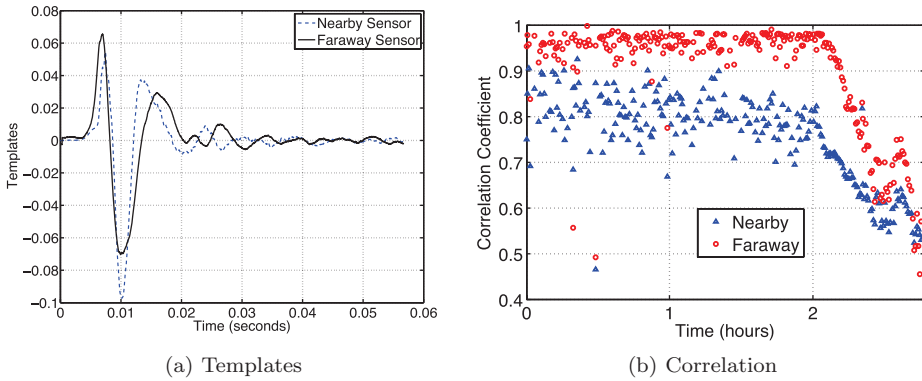 0.08
0.06
0.04
0.02
0
−0.02
−0.04
−0.06
−0.08
−0.1
Templates
Nearby Sensor
Faraway Sensor
0 0.01 0.02 0.03 0.04 0.05 0.06
Time (seconds)
(a) Templates
1
0.9
0.8
0.7
0.6
0.5
0.4
Correlation Coefficient
Nearby
Faraway
0 1 2
Time (hours)
(b) Correlation